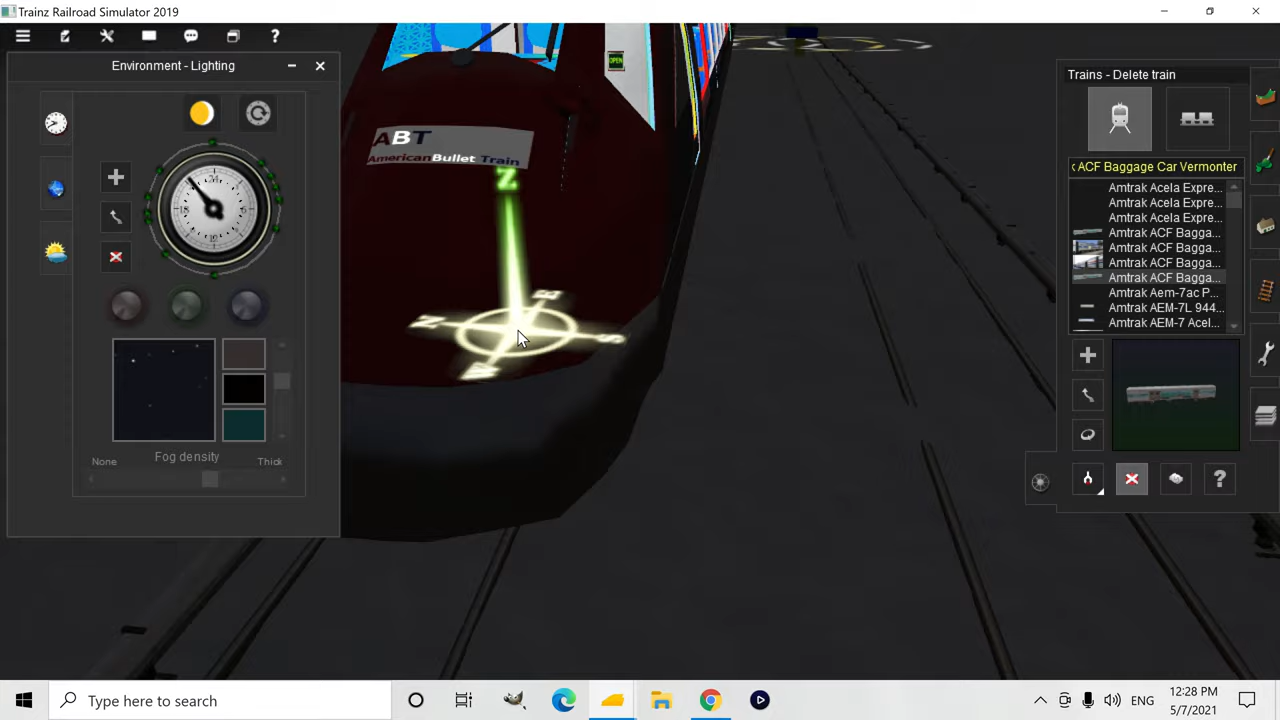 Trainz Railroad Simulator 2019
Environment - Lighting
None
Fog density
Thick
OPEN
ABT
AmericanBullet Train
Z
N
E
S
W
Trains - Delete train
ACF Baggage Car Vermonter
Amtrak Acela Expre...
Amtrak Acela Expre...
Amtrak Acela Expre...
Amtrak ACF Bagga...
Amtrak ACF Bagga...
Amtrak ACF Bagga...
Amtrak ACF Bagga...
Amtrak Aem-7ac P...
Amtrak AEM-7L 944...
Amtrak AEM-7 Acel...
Type here to search
ENG
12:28 PM
5/7/2021